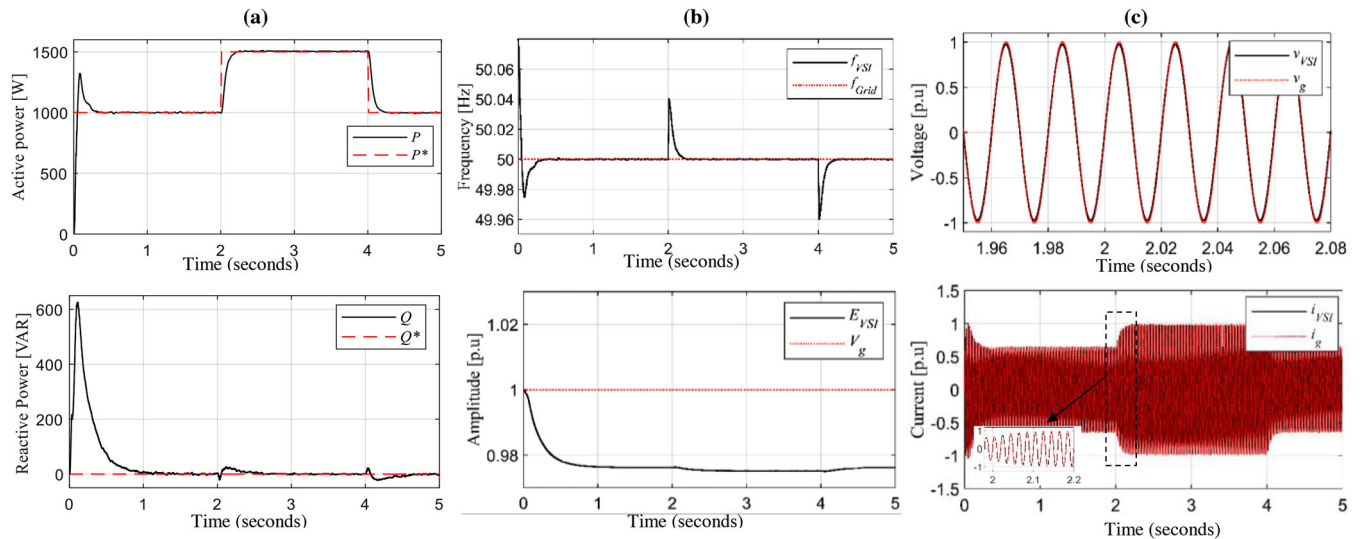 (a)
1500
1000
500
0
Active power [W]
P
P*
0 1 2 3 4 5
Time (seconds)
600
400
200
0
Reactive Power [VAR]
Q
Q*
0 1 2 3 4 5
Time (seconds)
(b)
50.06
50.04
50
49.98
49.96
Frequency [Hz]
f_VSI
f_Grid
0 1 2 3 4 5
Time (seconds)
1.02
1
0.98
Amplitude [p.u]
E_VSI
V_g
0 1 2 3 4 5
Time (seconds)
(c)
1
0.5
0
-0.5
-1
Voltage [p.u]
v_VSI
v_g
1.96 1.98 2 2.02 2.04 2.06 2.08
Time (seconds)
1.5
1
0.5
0
-0.5
-1
-1.5
Current [p.u]
i_VSI
i_g
1
0
-1
2 2.1 2.2
0 1 2 3 4 5
Time (seconds)